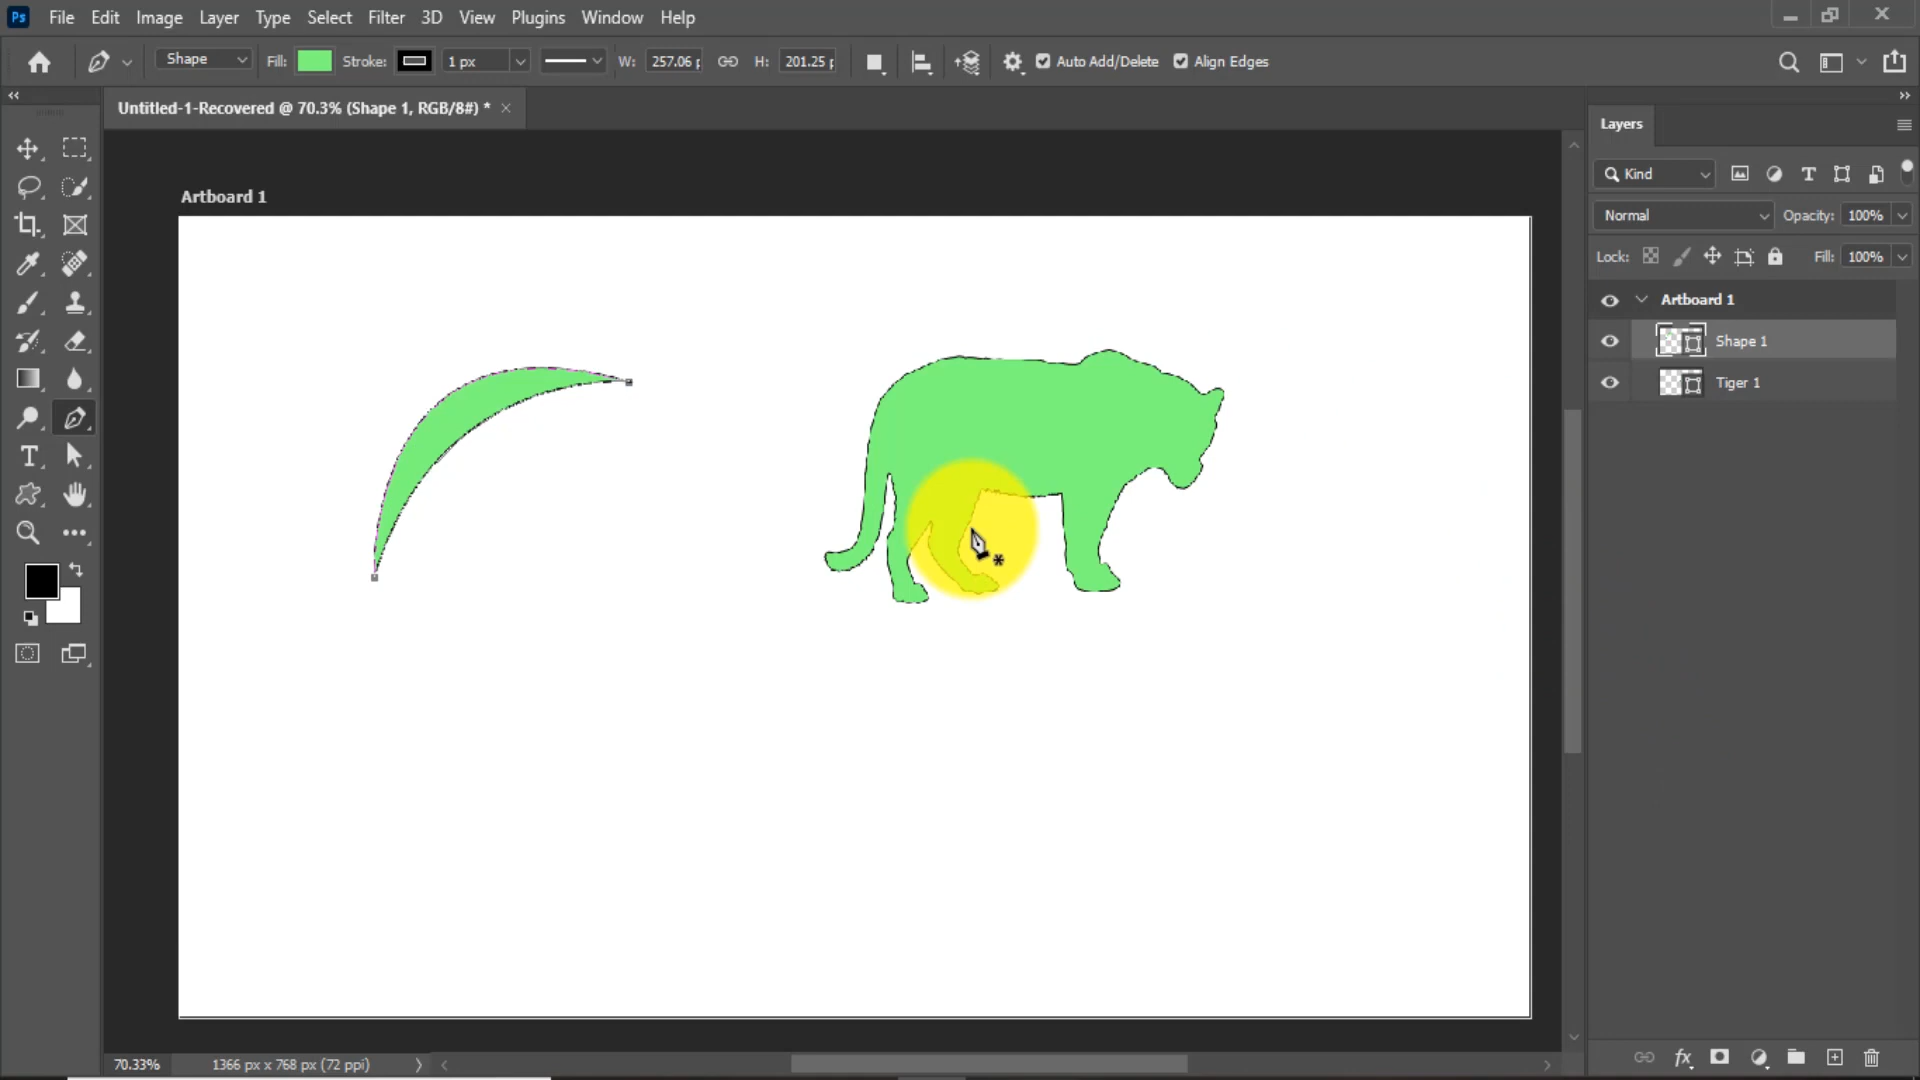 Ps File Edit Image Layer Type Select Filter 3D View Plugins Window Help
Shape Fill: Stroke: 1 px W: 257.06 p H: 201.25 p Auto Add/Delete Align Edges
Untitled-1-Recovered @ 70.3% (Shape 1, RGB/8#) * ×
Layers
Kind
Artboard 1
Normal Opacity: 100%
Lock: Fill: 100%
Artboard 1
Shape 1
Tiger 1
70.33% 1366 px x 768 px (72 ppi)
fx